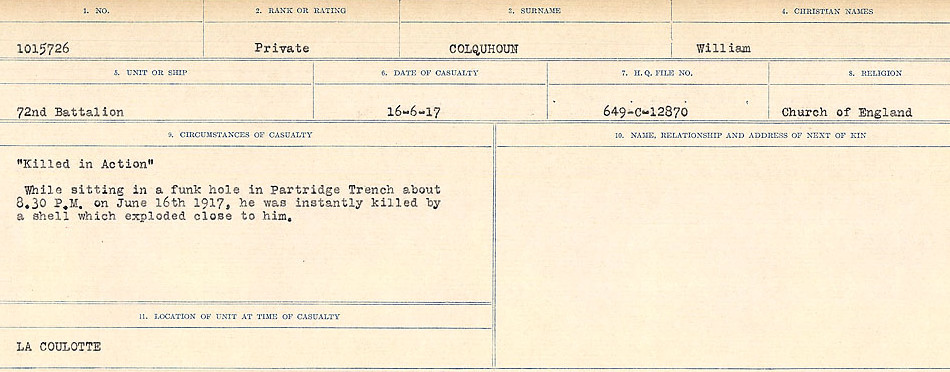 1. NO. 2. RANK OR RATING 3. SURNAME 4. CHRISTIAN NAMES
1015726 Private COLQUHOUN William
5. UNIT OR SHIP 6. DATE OF CASUALTY 7. H. Q. FILE NO. 8. RELIGION
72nd Battalion 16-6-17 649-C-12870 Church of England
9. CIRCUMSTANCES OF CASUALTY 10. NAME, RELATIONSHIP AND ADDRESS OF NEXT OF KIN
"Killed in Action"
While sitting in a funk hole in Partridge Trench about
8.30 P.M. on June 16th 1917, he was instantly killed by
a shell which exploded close to him.
11. LOCATION OF UNIT AT TIME OF CASUALTY
LA COULOTTE